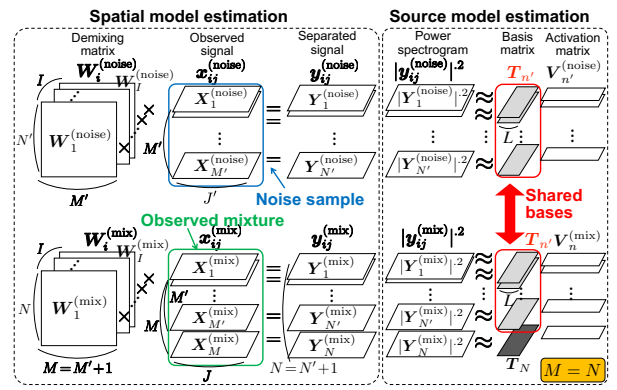 Spatial model estimation
Source model estimation
Demixing matrix
Observed signal
Separated signal
Power spectrogram
Basis matrix
Activation matrix
I
W_i^(noise)
W_I^(noise)
x_ij^(noise)
y_ij^(noise)
|y_ij^(noise)|^.2
T_n′
V_n′^(noise)
N′
W_1^(noise)
×
×
⋱
M′
X_1^(noise)
=
=
Y_1^(noise)
|Y_1^(noise)|^.2
≈
≈
L
⋮
⋮
⋮
⋮
⋱
⋮
X_M′^(noise)
=
Y_N′^(noise)
|Y_N′^(noise)|^.2
≈
M′
J′
Noise sample
Shared bases
Observed mixture
I
W_i^(mix)
W_I^(mix)
x_ij^(mix)
y_ij^(mix)
|y_ij^(mix)|^.2
T_n′
V_n^(mix)
N
W_1^(mix)
×
×
⋱
M
M′
X_1^(mix)
=
=
Y_1^(mix)
|Y_1^(mix)|^.2
≈
≈
L
⋮
⋮
⋮
⋱
⋮
X_M′^(mix)
=
Y_N′^(mix)
|Y_N′^(mix)|^.2
≈
X_M^(mix)
=
Y_N^(mix)
|Y_N^(mix)|^.2
≈
M=M′+1
J
N=N′+1
T_N
M=N